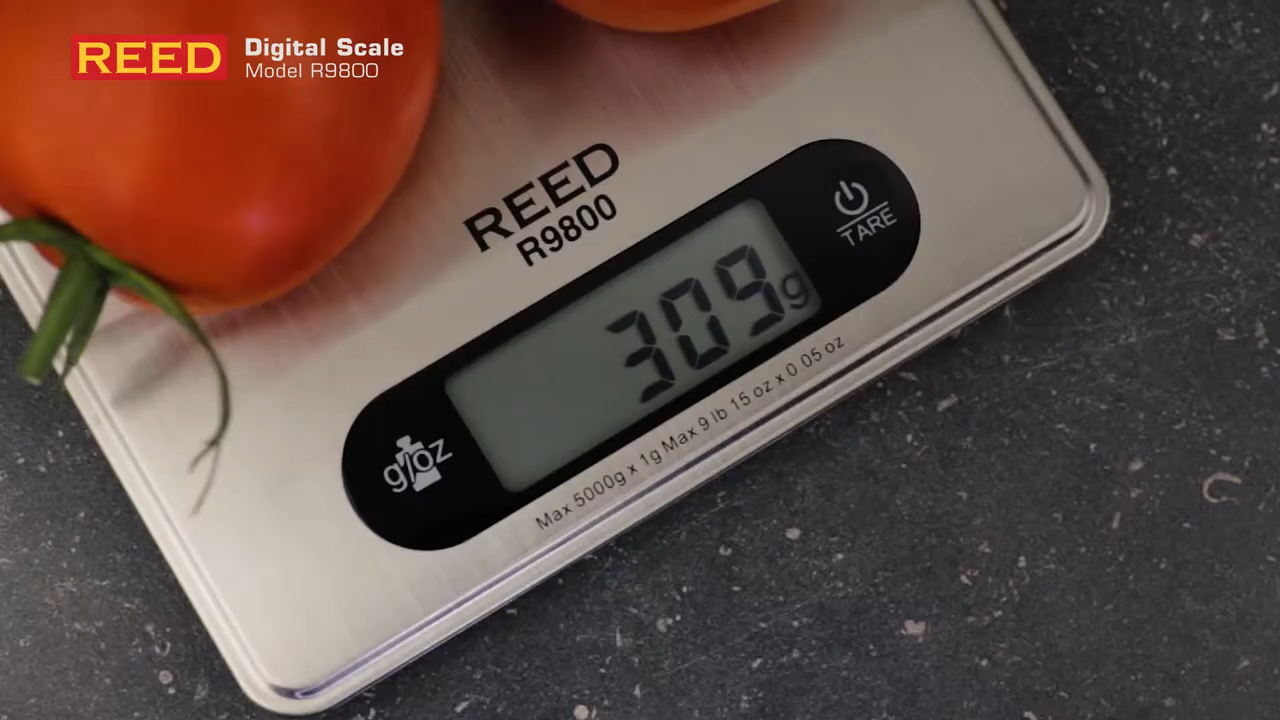 REED
Digital Scale
Model R9800
REED
R9800
TARE
309g
g/oz
Max 5000g x 1g Max 9 lb 15 oz x 0.05 oz